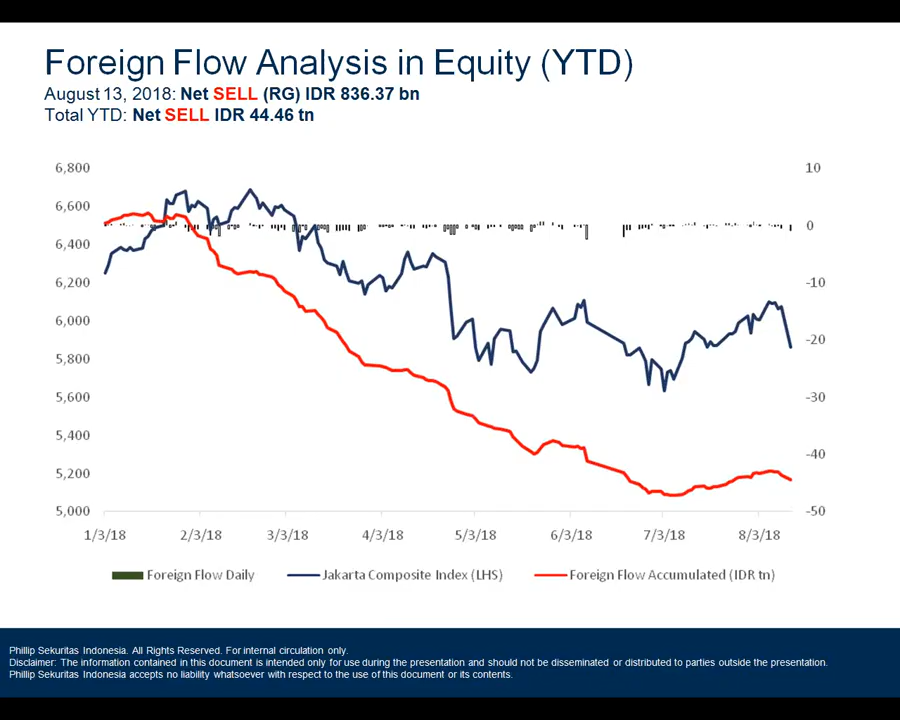 Foreign Flow Analysis in Equity (YTD)
August 13, 2018: Net SELL (RG) IDR 836.37 bn
Total YTD: Net SELL IDR 44.46 tn
6,800
6,600
6,400
6,200
6,000
5,800
5,600
5,400
5,200
5,000
10
0
-10
-20
-30
-40
-50
1/3/18 2/3/18 3/3/18 4/3/18 5/3/18 6/3/18 7/3/18 8/3/18
Foreign Flow Daily Jakarta Composite Index (LHS) Foreign Flow Accumulated (IDR tn)
Phillip Sekuritas Indonesia. All Rights Reserved. For internal circulation only.
Disclaimer: The information contained in this document is intended only for use during the presentation and should not be disseminated or distributed to parties outside the presentation.
Phillip Sekuritas Indonesia accepts no liability whatsoever with respect to the use of this document or its contents.